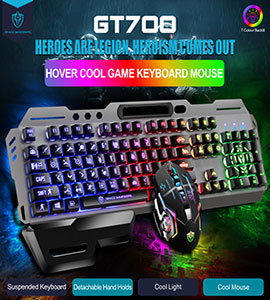 GT708
7 Colour Backlit
HEROES ARE LEGION, HEROISM COMES OUT
HOVER COOL GAME KEYBOARD MOUSE
Suspended Keyboard
Detachable Hand Holds
Cool Light
Cool Mouse